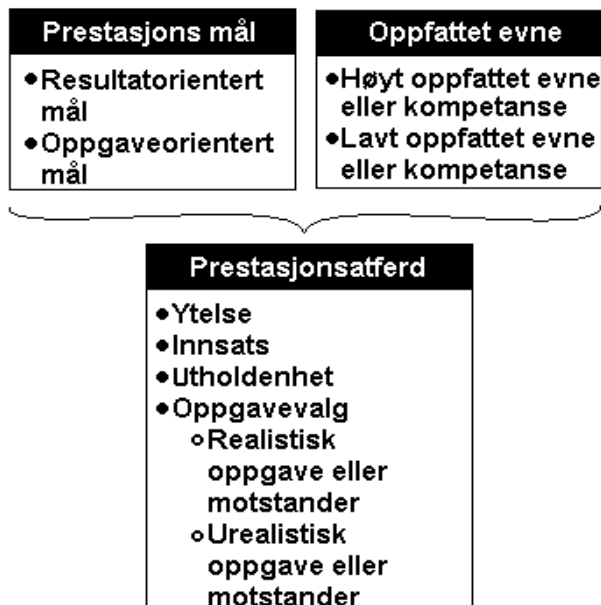 Prestasjons mål
●Resultatorientert
mål
●Oppgaveorientert
mål
Oppfattet evne
●Høyt oppfattet evne
eller kompetanse
●Lavt oppfattet evne
eller kompetanse
Prestasjonsatferd
●Ytelse
●Innsats
●Utholdenhet
●Oppgavevalg
○Realistisk
oppgave eller
motstander
○Urealistisk
oppgave eller
motstander